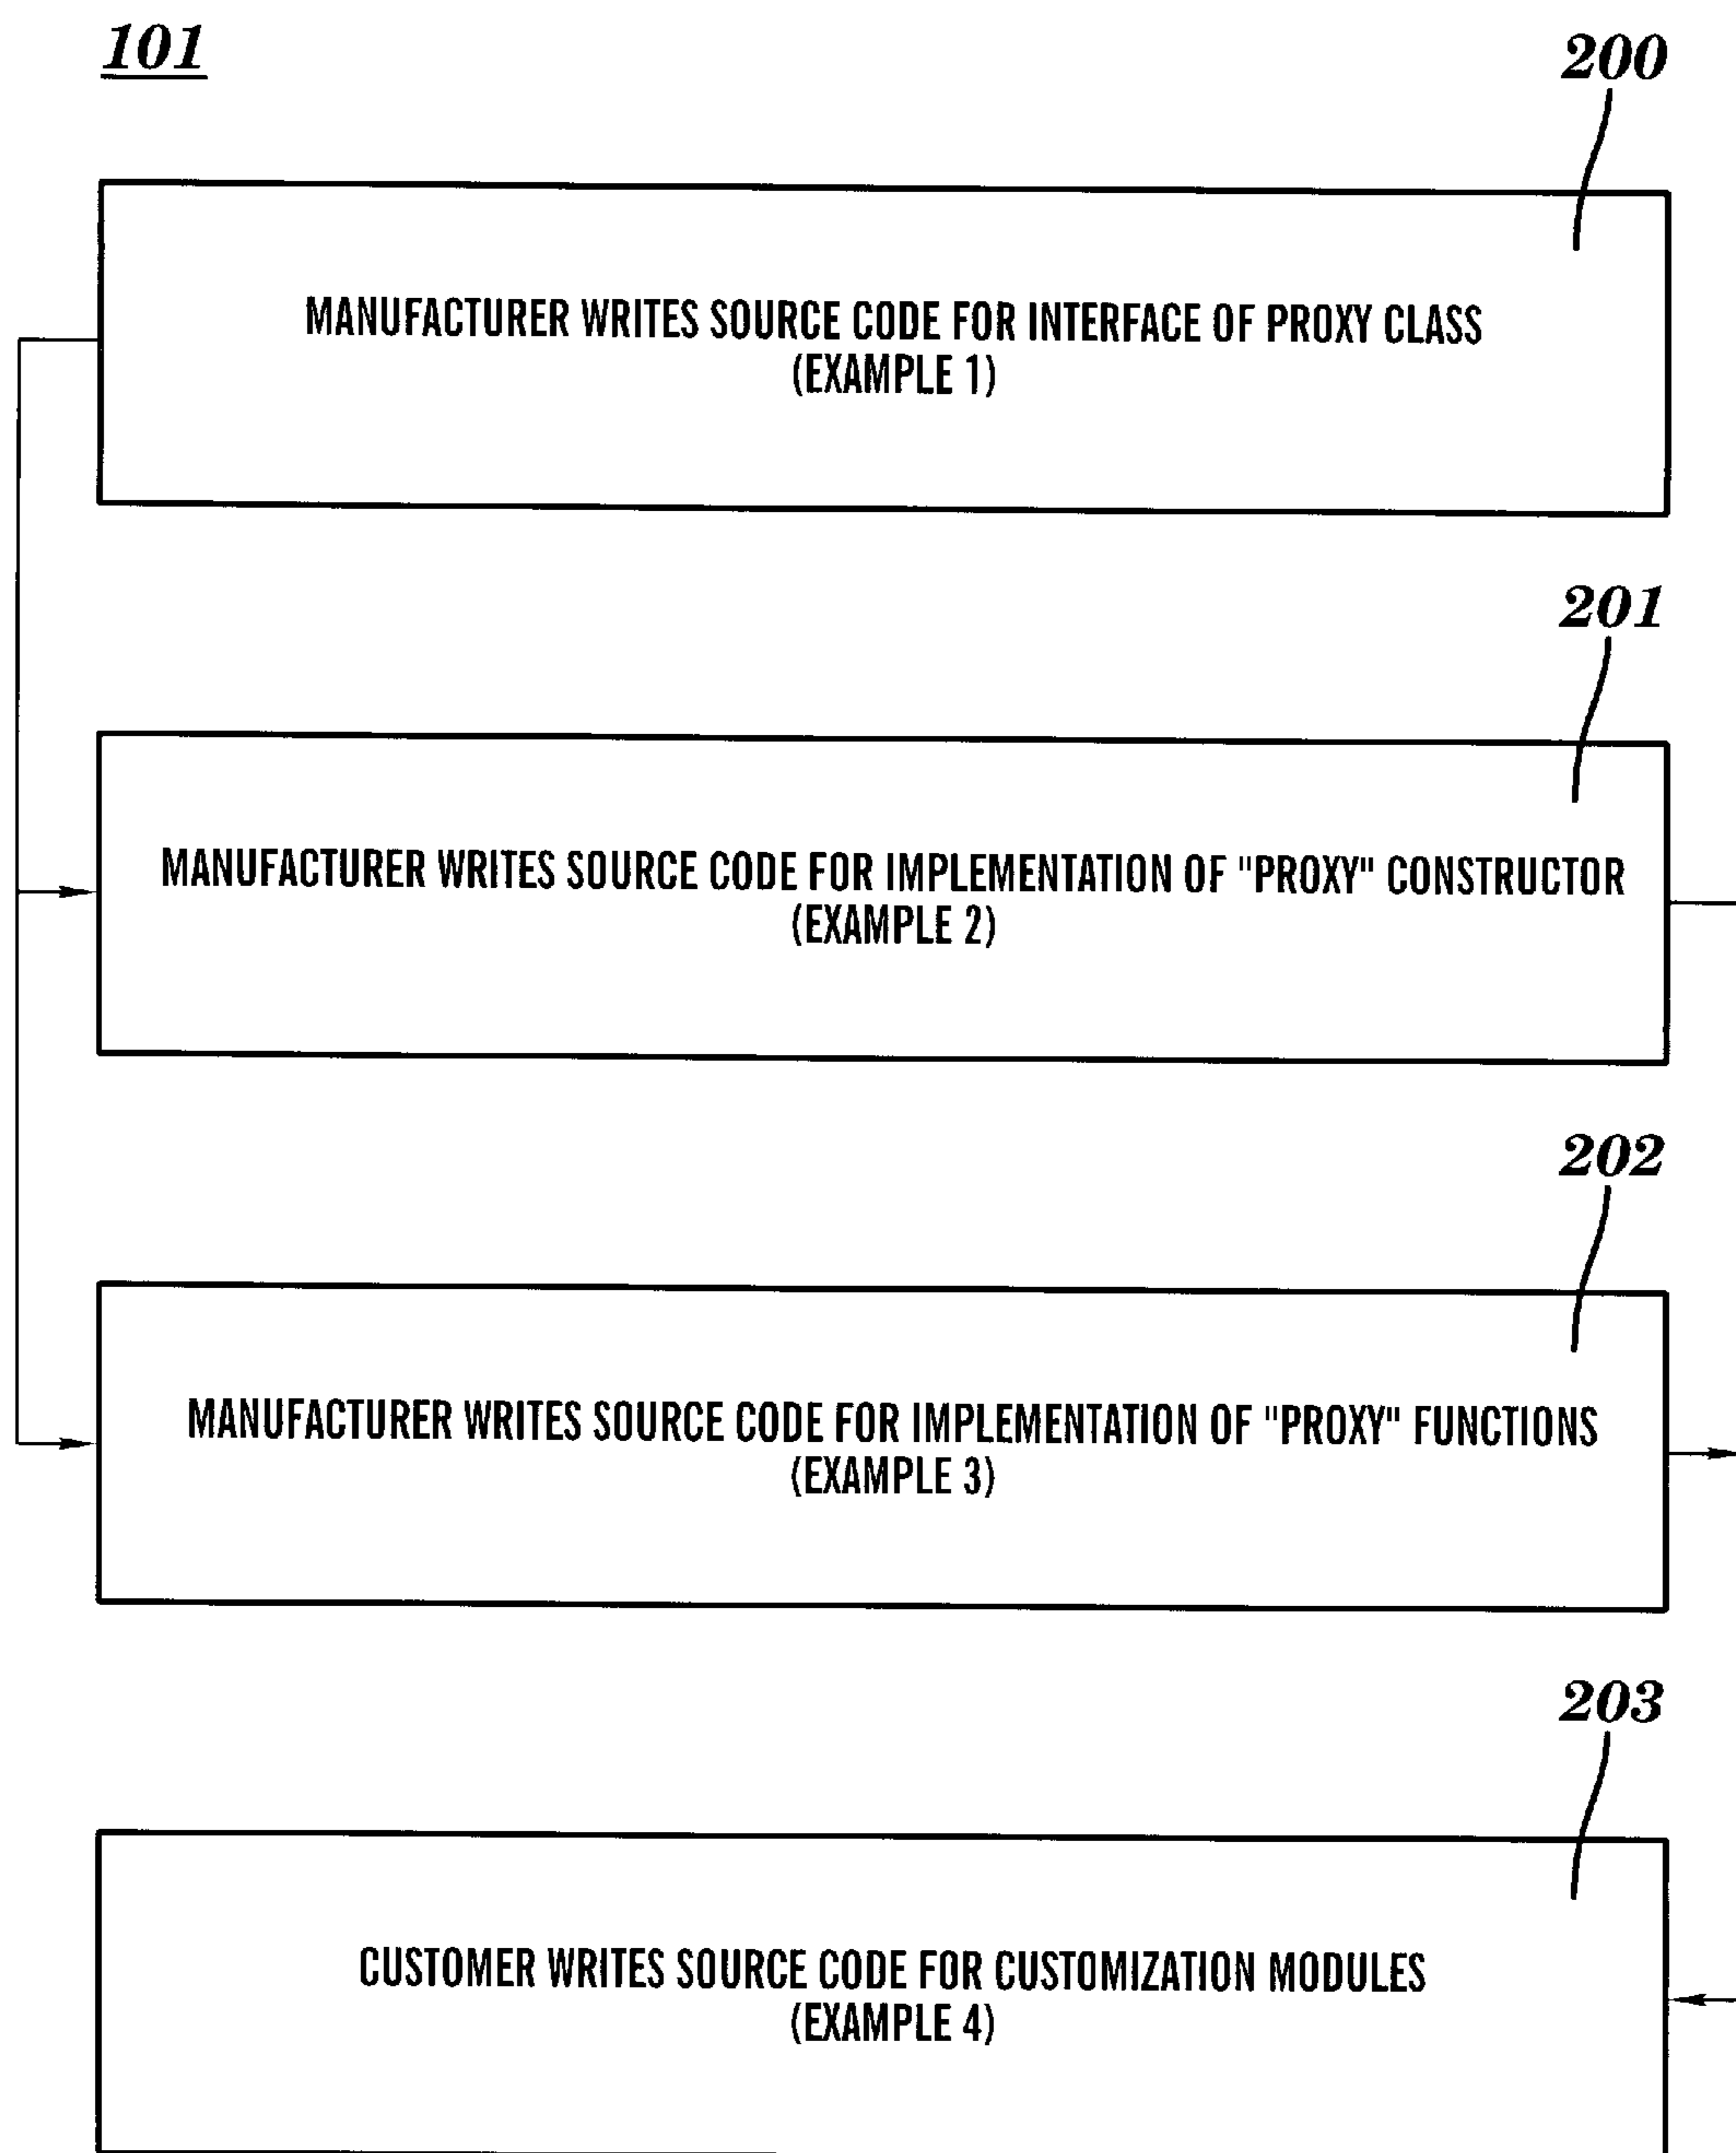 101
200
MANUFACTURER WRITES SOURCE CODE FOR INTERFACE OF PROXY CLASS
(EXAMPLE 1)
201
MANUFACTURER WRITES SOURCE CODE FOR IMPLEMENTATION OF "PROXY" CONSTRUCTOR
(EXAMPLE 2)
202
MANUFACTURER WRITES SOURCE CODE FOR IMPLEMENTATION OF "PROXY" FUNCTIONS
(EXAMPLE 3)
203
CUSTOMER WRITES SOURCE CODE FOR CUSTOMIZATION MODULES
(EXAMPLE 4)